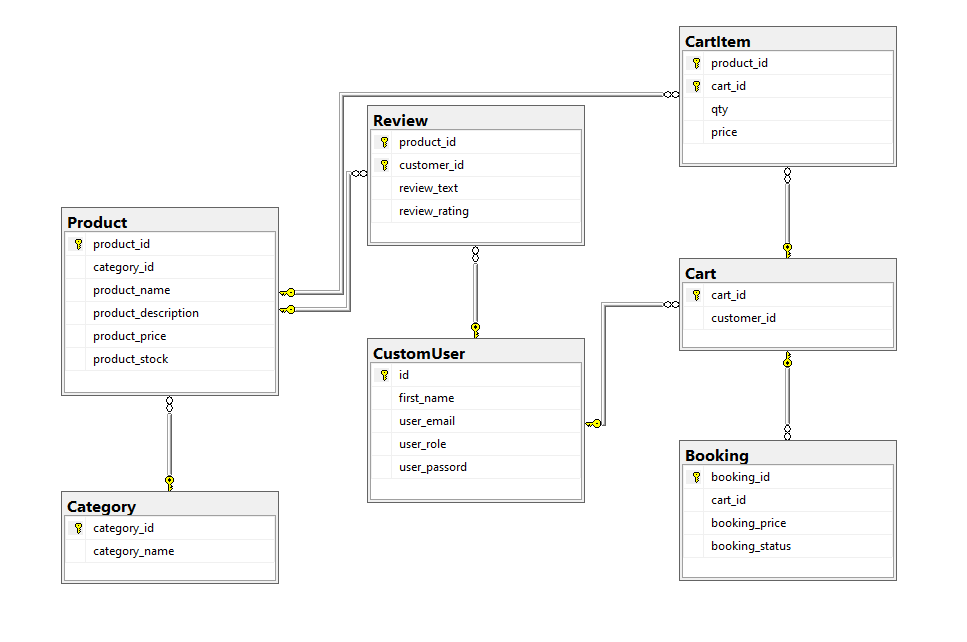 CartItem
product_id
cart_id
qty
price
Review
product_id
customer_id
review_text
review_rating
Product
product_id
category_id
product_name
product_description
product_price
product_stock
Cart
cart_id
customer_id
CustomUser
id
first_name
user_email
user_role
user_passord
Booking
booking_id
cart_id
booking_price
booking_status
Category
category_id
category_name